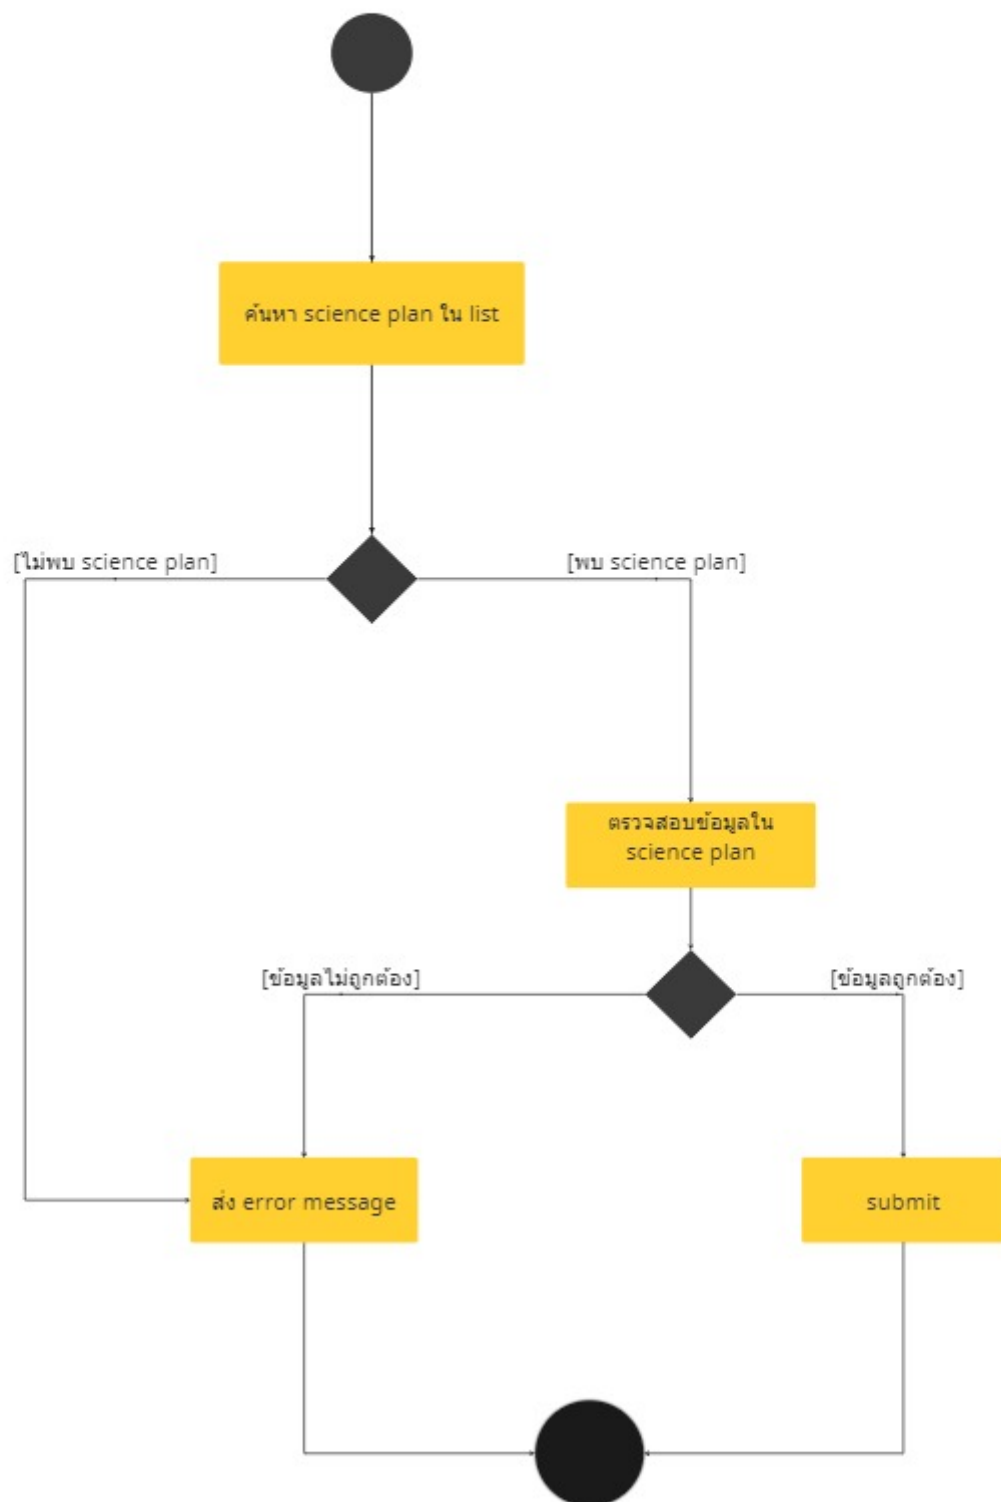 ค้นหา science plan ใน list
[ไม่พบ science plan]
[พบ science plan]
ตรวจสอบข้อมูลใน
science plan
[ข้อมูลไม่ถูกต้อง]
[ข้อมูลถูกต้อง]
ส่ง error message
submit